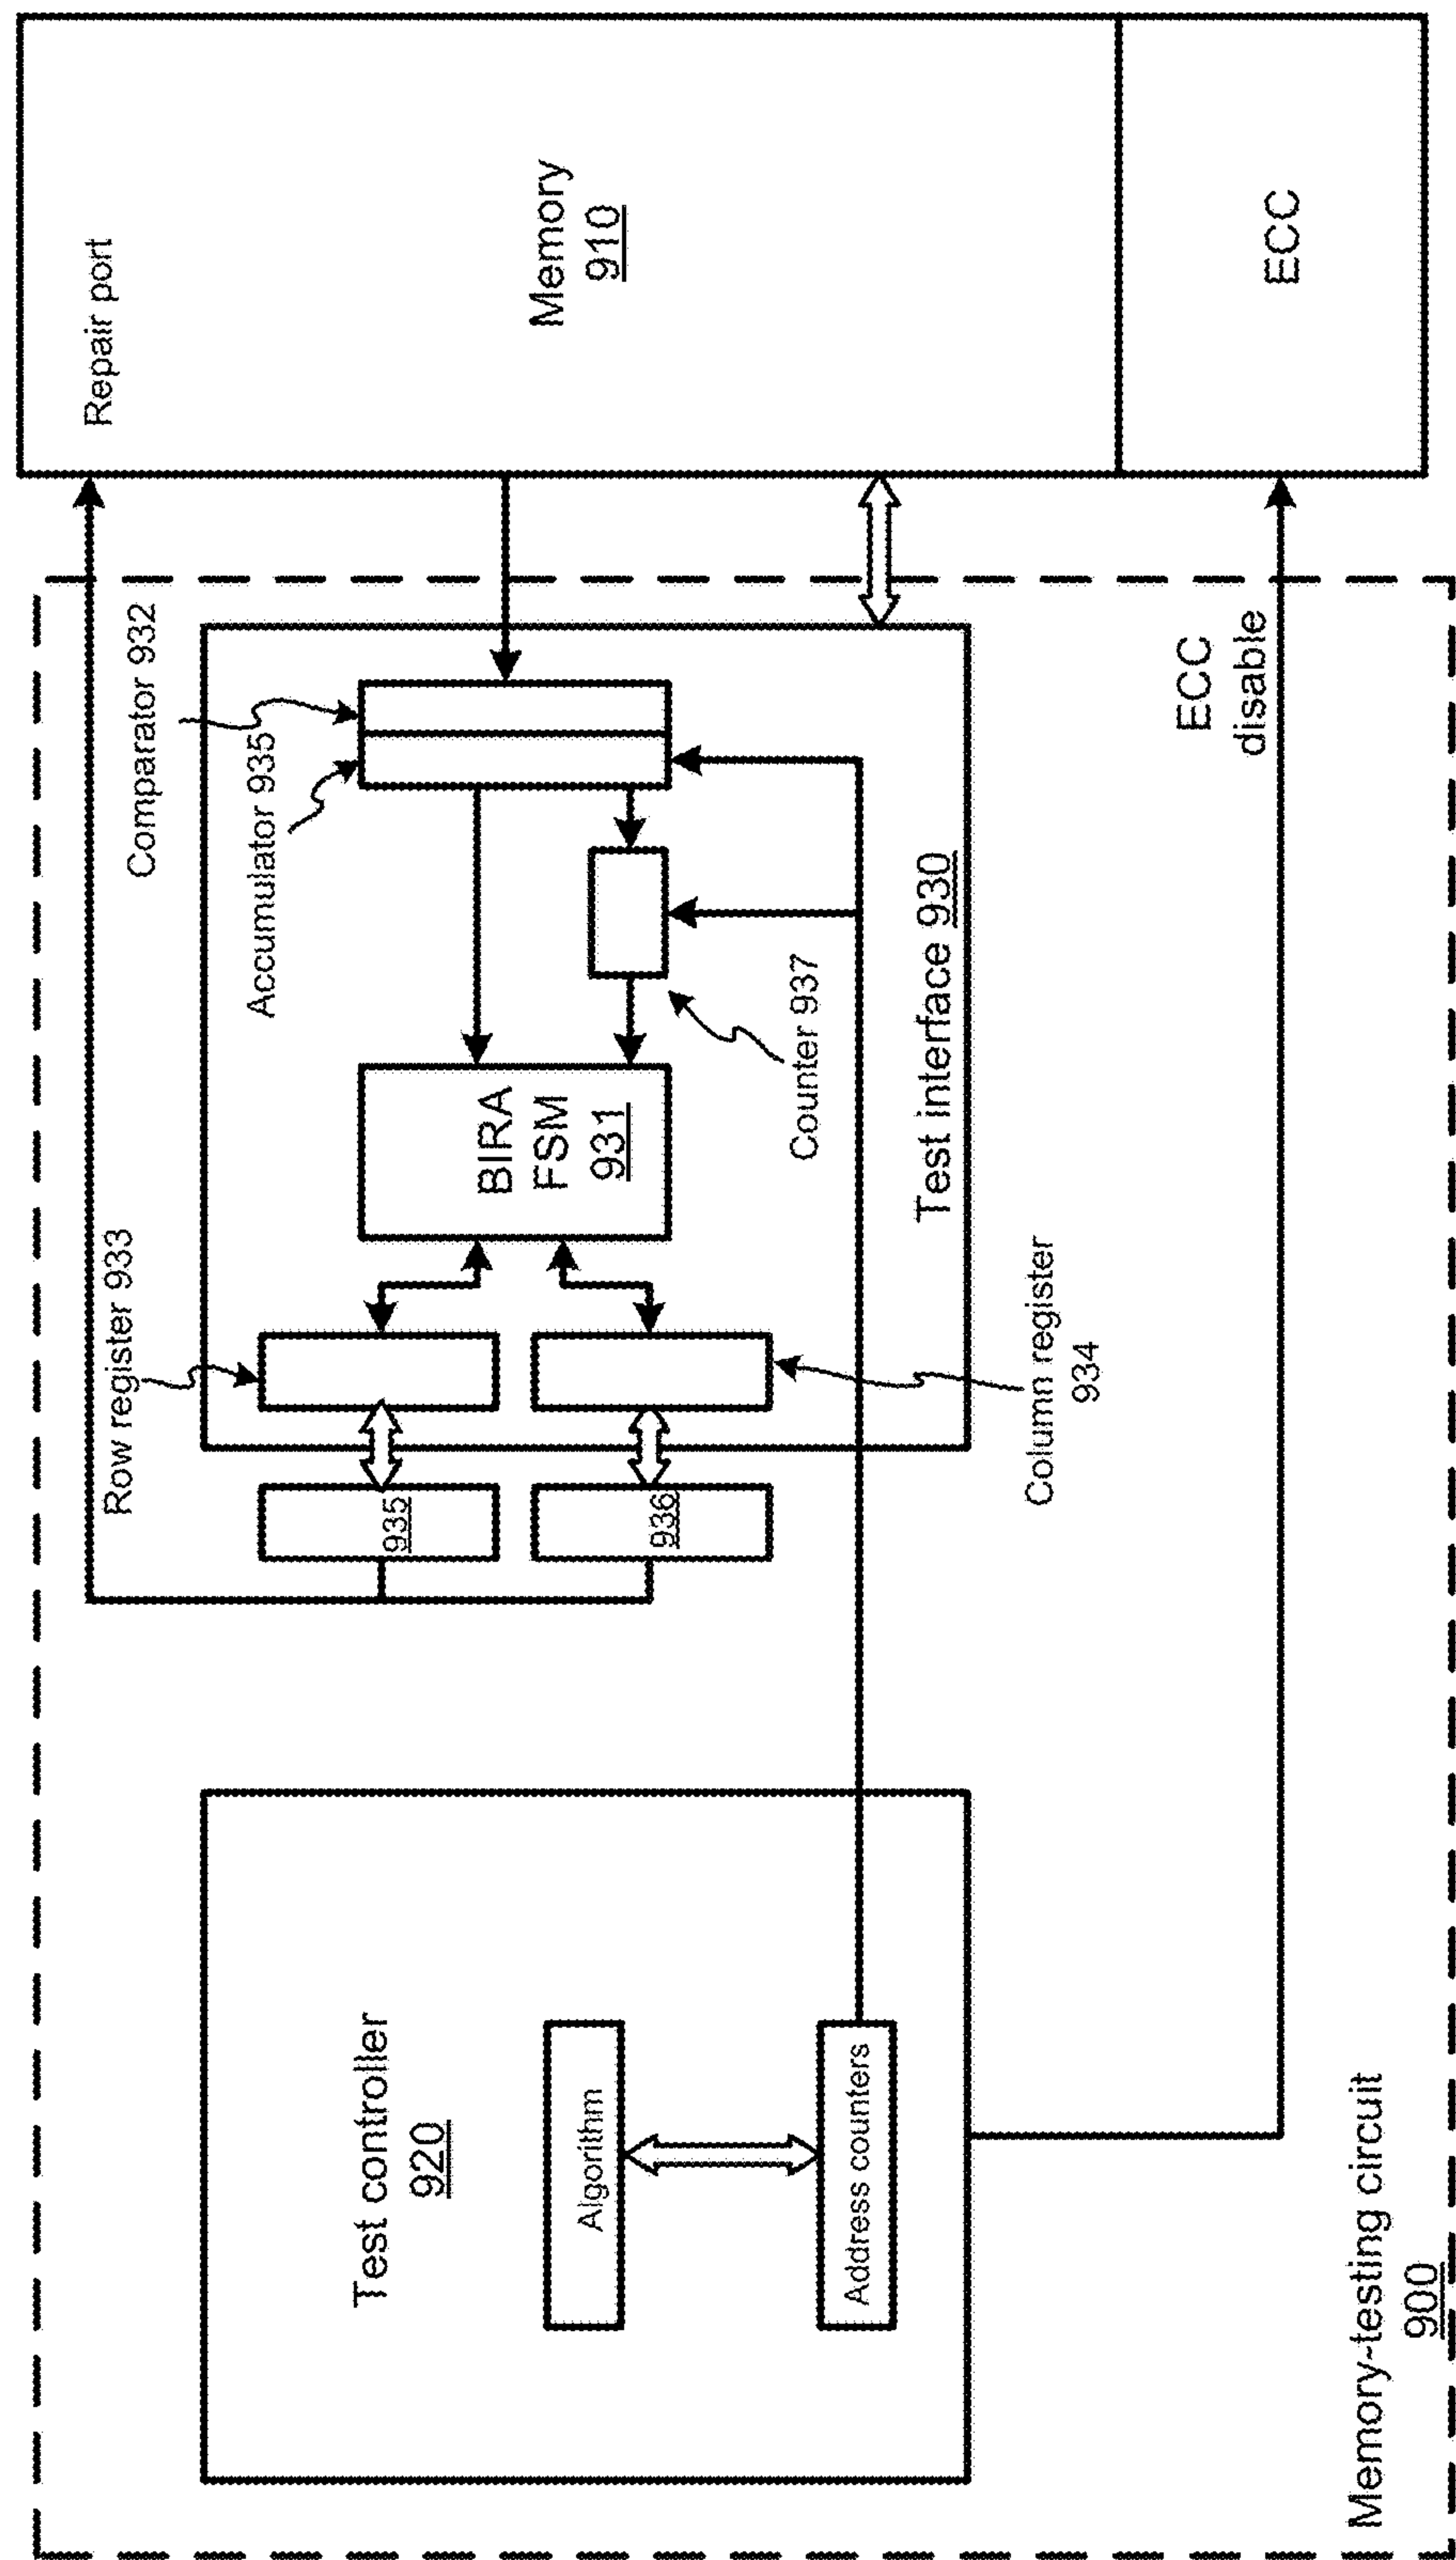 Memory-testing circuit
900
Test controller
920
Algorithm
Address counters
Row register 933
935
936
Column register
934
BIRA
FSM
931
Counter 937
Accumulator 935
Comparator 932
Test interface 930
ECC
disable
Repair port
Memory
910
ECC